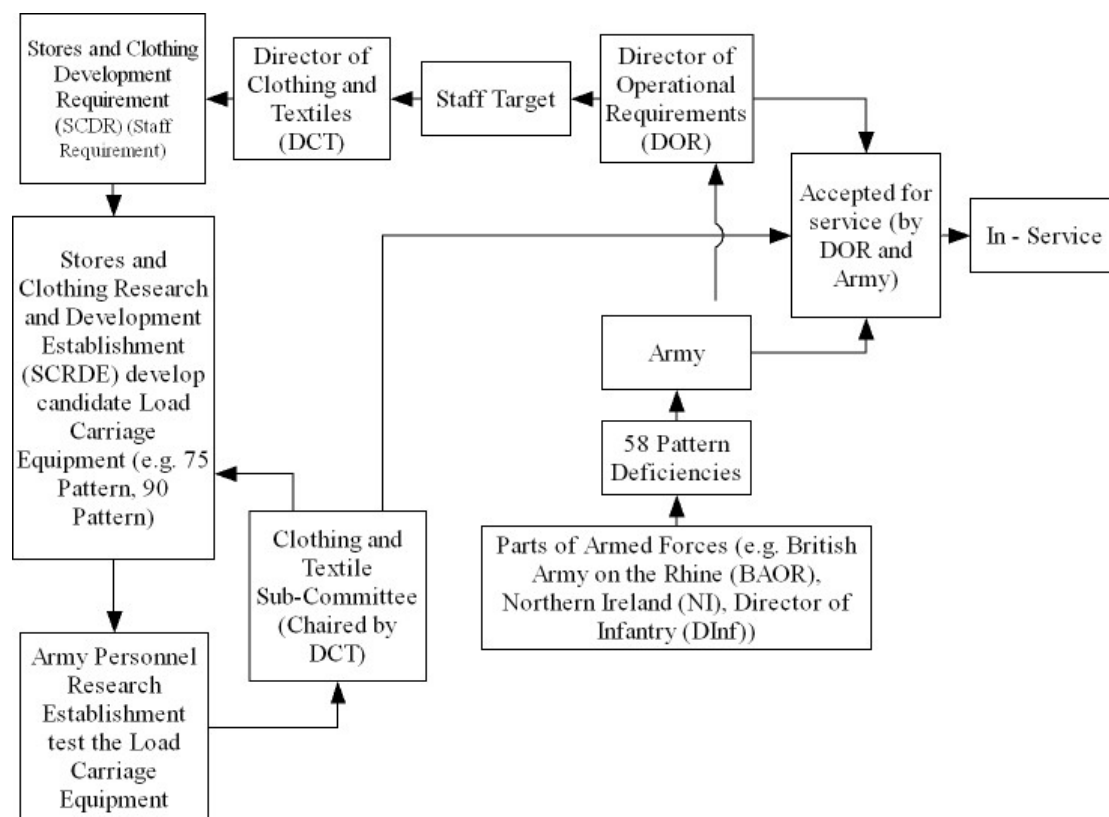 Stores and Clothing
Development
Requirement
(SCDR) (Staff
Requirement)
Director of
Clothing and
Textiles
(DCT)
Staff Target
Director of
Operational
Requirements
(DOR)
Accepted for
service (by
DOR and
Army)
In - Service
Stores and
Clothing Research
and Development
Establishment
(SCRDE) develop
candidate Load
Carriage
Equipment (e.g. 75
Pattern, 90
Pattern)
Army
58 Pattern
Deficiencies
Parts of Armed Forces (e.g. British
Army on the Rhine (BAOR),
Northern Ireland (NI), Director of
Infantry (DInf))
Clothing and
Textile
Sub-Committee
(Chaired by
DCT)
Army Personnel
Research
Establishment
test the Load
Carriage
Equipment